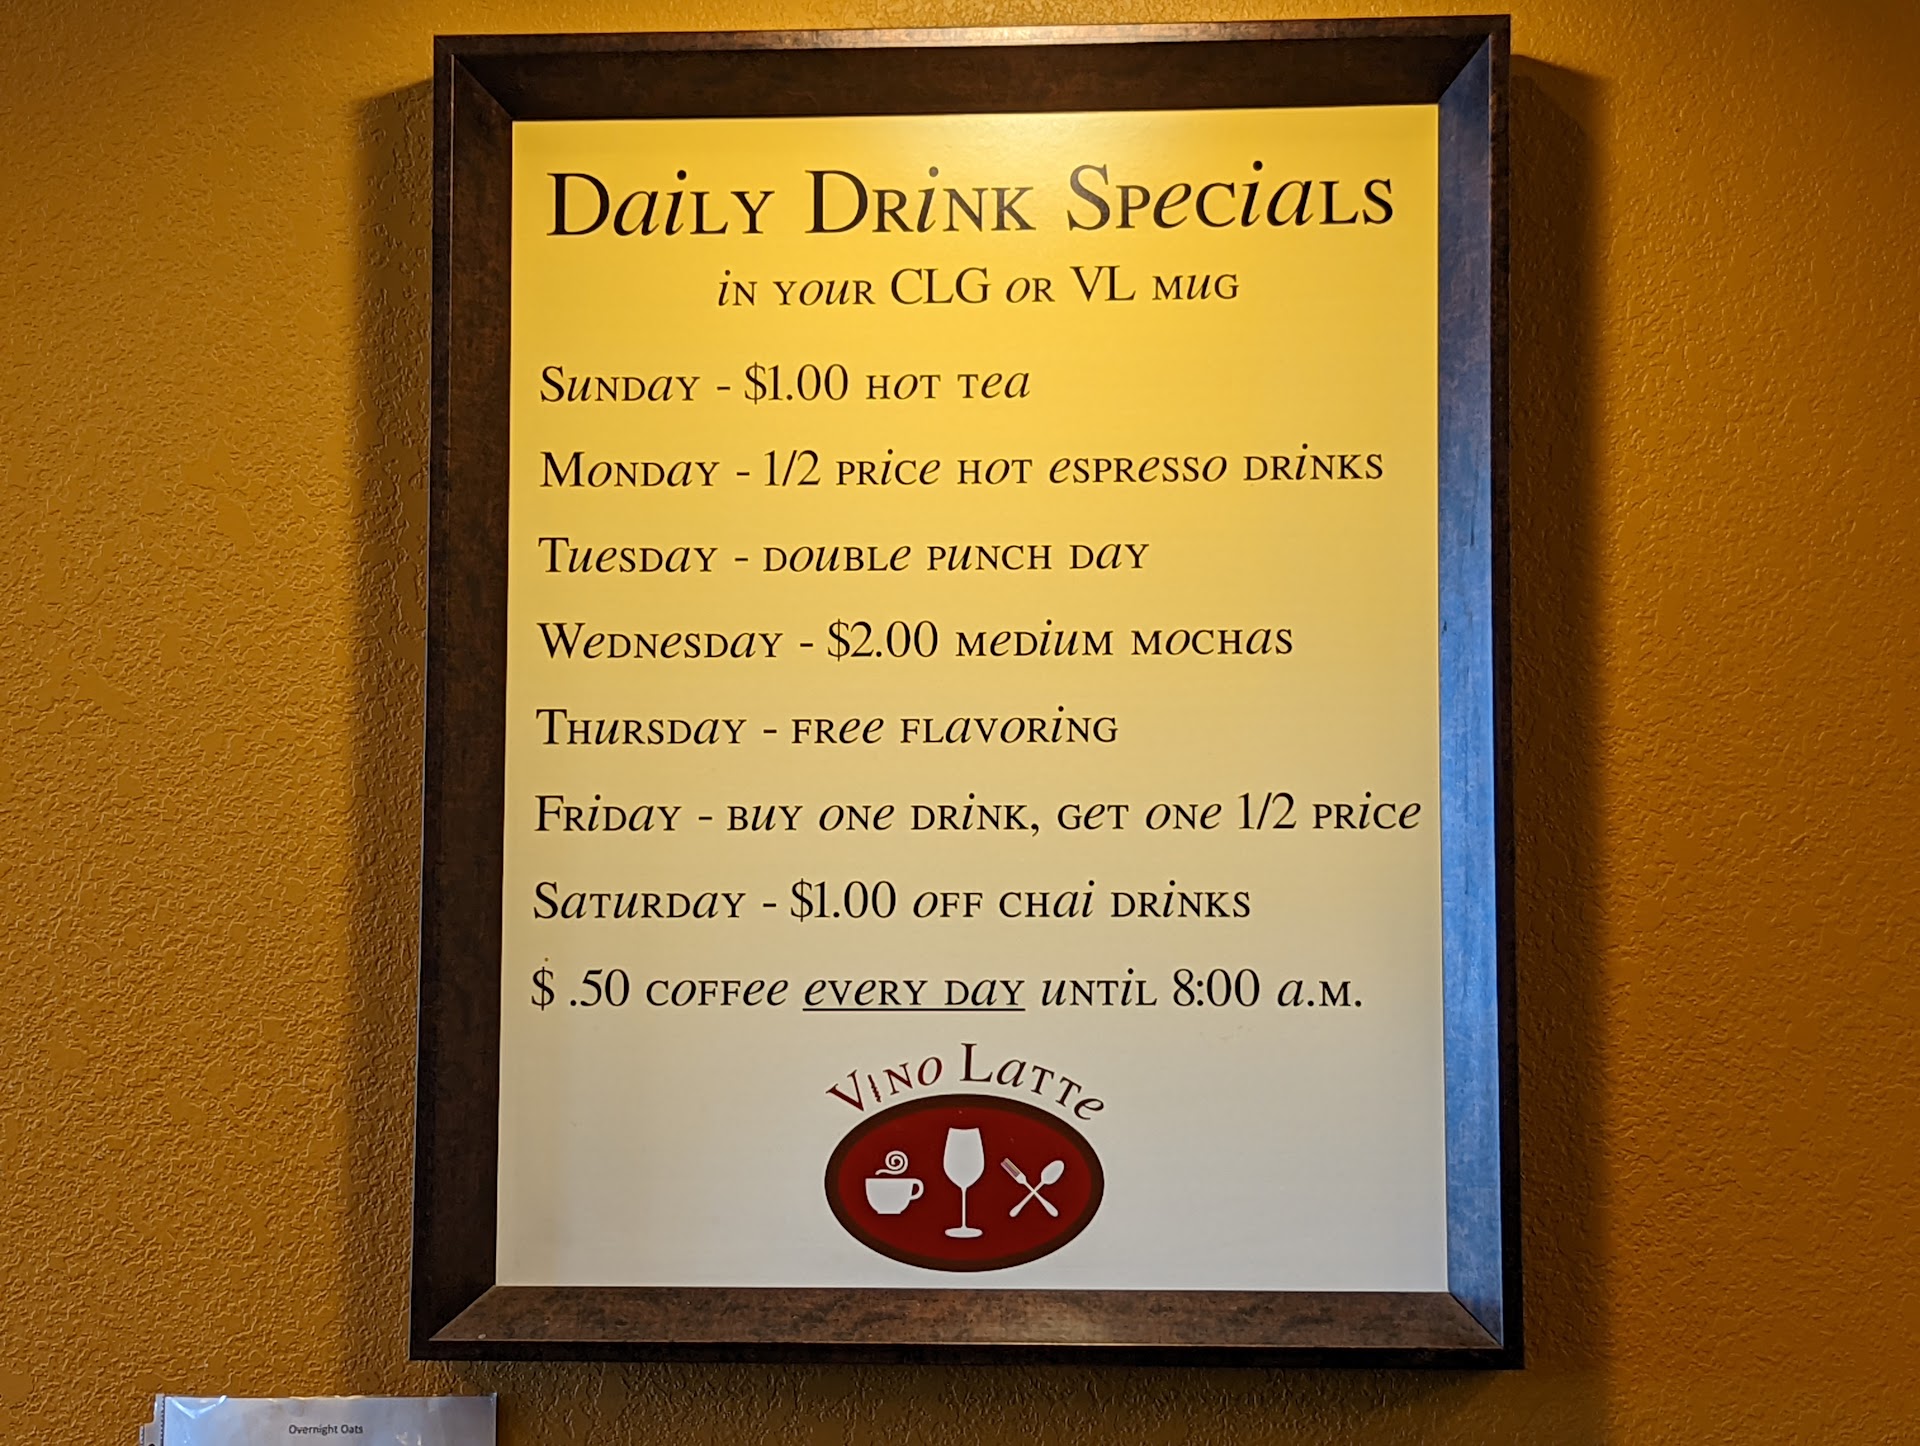 Daily Drink Specials
in your CLG or VL mug
Sunday - $1.00 hot tea
Monday - 1/2 price hot espresso drinks
Tuesday - double punch day
Wednesday - $2.00 medium mochas
Thursday - free flavoring
Friday - buy one drink, get one 1/2 price
Saturday - $1.00 off chai drinks
$ .50 coffee every day until 8:00 a.m.
Vino Latte
Overnight Oats